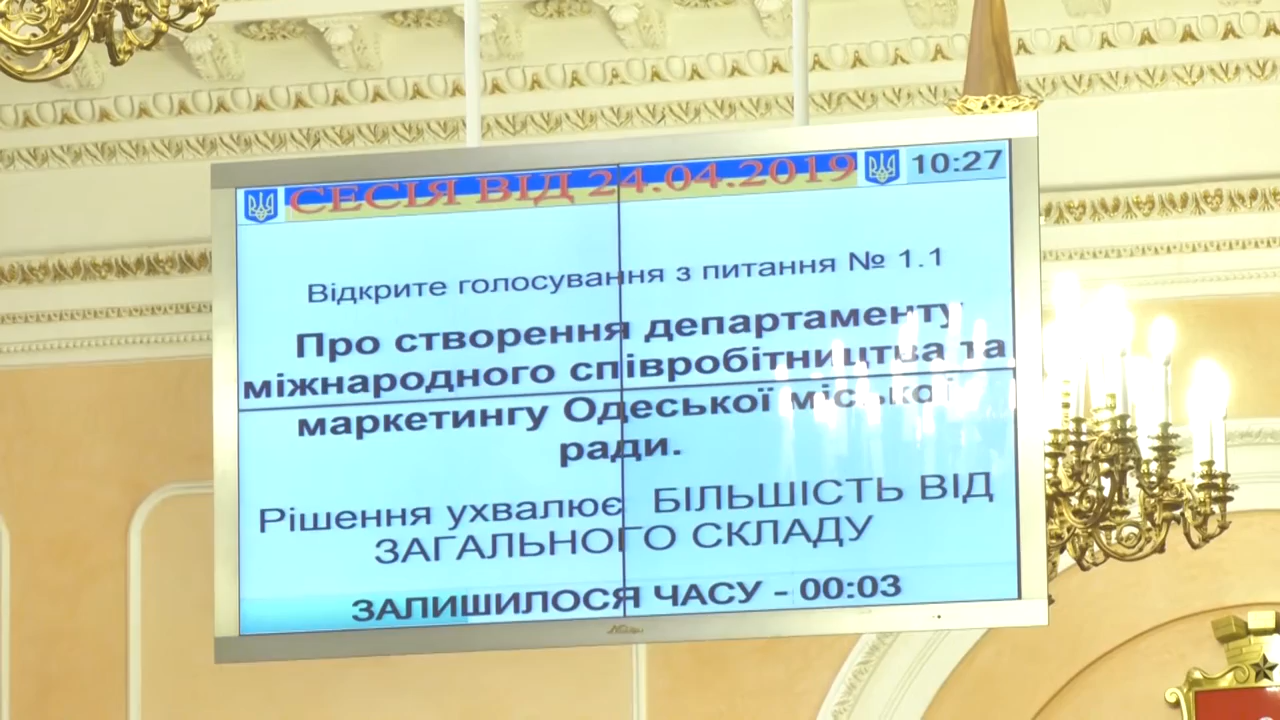 СЕСІЯ ВІД 24.04.2019 10:27
Відкрите голосування з питання № 1.1
Про створення департаменту
міжнародного співробітництва та
маркетингу Одеської міської
ради.
Рішення ухвалює БІЛЬШІСТЬ ВІД
ЗАГАЛЬНОГО СКЛАДУ
ЗАЛИШИЛОСЯ ЧАСУ - 00:03